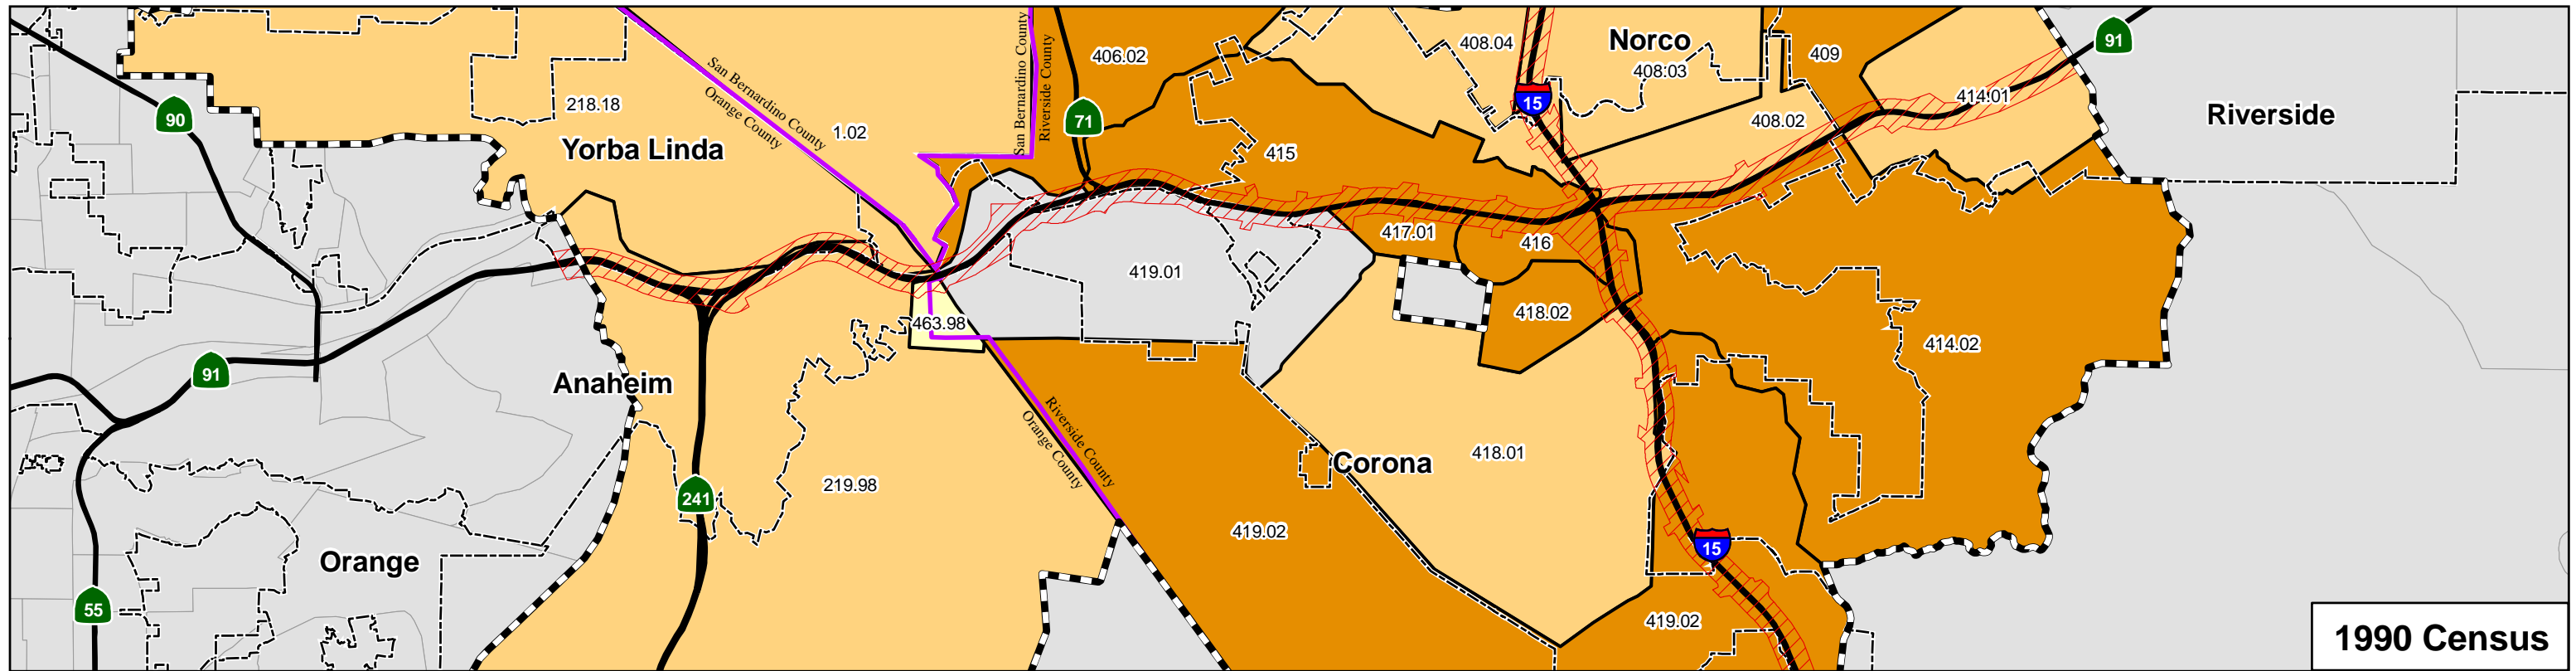 San Bernardino County
Riverside County
406.02
408.04
Norco
408.03
409
91
15
414.01
Riverside
90
218.18
San Bernardino County
Orange County
1.02
71
408.02
Yorba Linda
415
417.01
416
419.01
463.98
418.02
414.02
91
Anaheim
Riverside County
Orange County
418.01
Corona
219.98
241
419.02
15
Orange
55
419.02
1990 Census